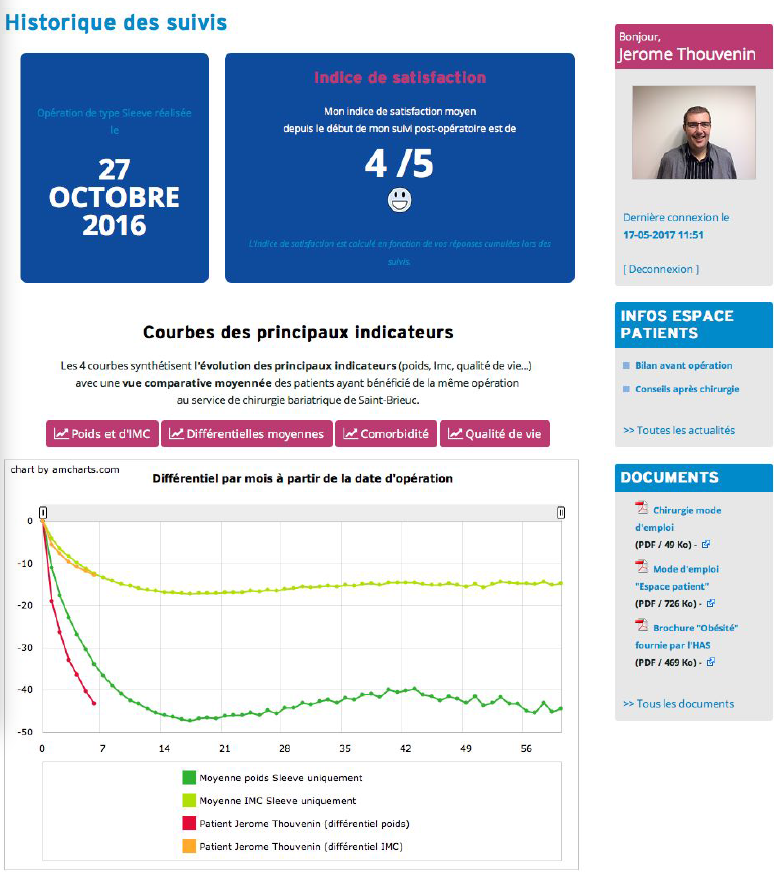 Historique des suivis
Opération de type Sleeve réalisée
le
27
OCTOBRE
2016
Indice de satisfaction
Mon indice de satisfaction moyen
depuis le début de mon suivi post-opératoire est de
4 /5
L'indice de satisfaction est calculé en fonction de vos réponses cumulées lors des
suivis.
Courbes des principaux indicateurs
Les 4 courbes synthétisent l'évolution des principaux indicateurs (poids, Imc, qualité de vie...)
avec une vue comparative moyennée des patients ayant bénéficié de la même opération
au service de chirurgie bariatrique de Saint-Brieuc.
Poids et d'IMC
Différentielles moyennes
Comorbidité
Qualité de vie
chart by amcharts.com
Différentiel par mois à partir de la date d'opération
0
-10
-20
-30
-40
-50
0 7 14 21 28 35 42 49 56
Moyenne poids Sleeve uniquement
Moyenne IMC Sleeve uniquement
Patient Jerome Thouvenin (différentiel poids)
Patient Jerome Thouvenin (différentiel IMC)
Bonjour,
Jerome Thouvenin
Dernière connexion le
17-05-2017 11:51
[ Deconnexion ]
INFOS ESPACE
PATIENTS
Bilan avant opération
Conseils après chirurgie
>> Toutes les actualités
DOCUMENTS
Chirurgie mode
d'emploi
(PDF / 49 Ko) -
Mode d'emploi
"Espace patient"
(PDF / 726 Ko) -
Brochure "Obésité"
fournie par l'HAS
(PDF / 469 Ko) -
>> Tous les documents